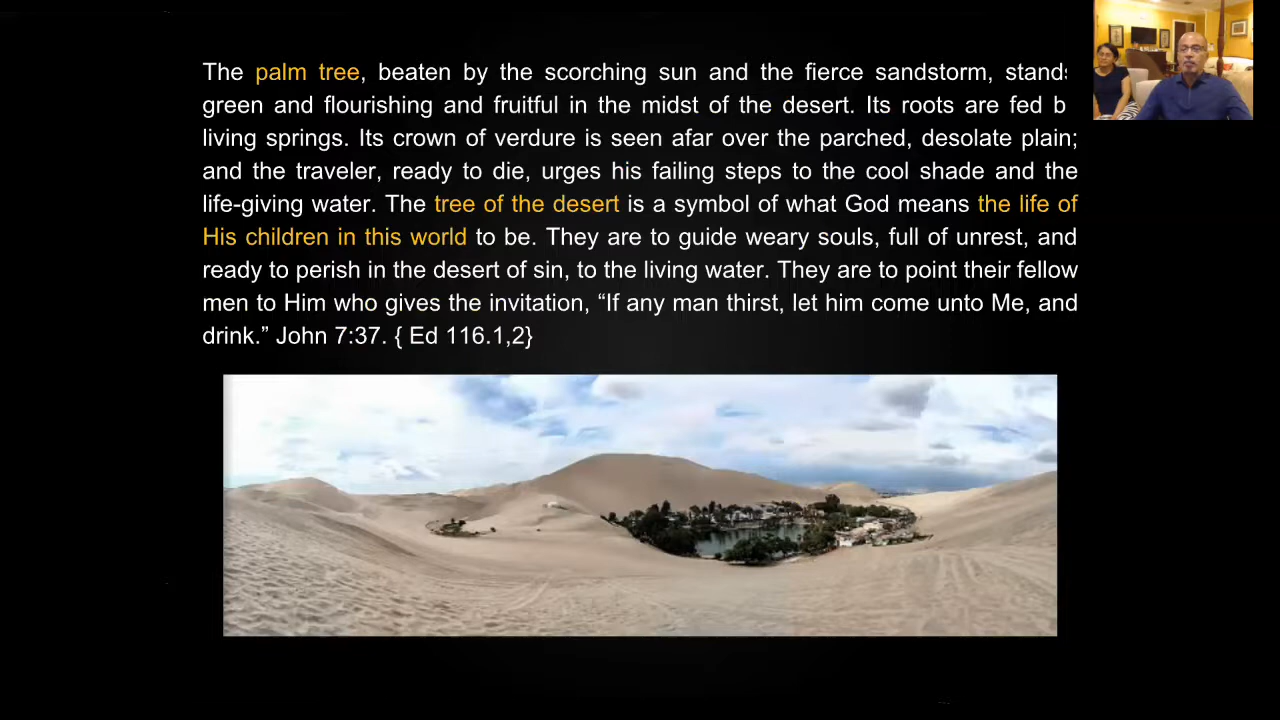 The palm tree, beaten by the scorching sun and the fierce sandstorm, stands
green and flourishing and fruitful in the midst of the desert. Its roots are fed b
living springs. Its crown of verdure is seen afar over the parched, desolate plain;
and the traveler, ready to die, urges his failing steps to the cool shade and the
life-giving water. The tree of the desert is a symbol of what God means the life of
His children in this world to be. They are to guide weary souls, full of unrest, and
ready to perish in the desert of sin, to the living water. They are to point their fellow
men to Him who gives the invitation, “If any man thirst, let him come unto Me, and
drink.” John 7:37. { Ed 116.1,2}